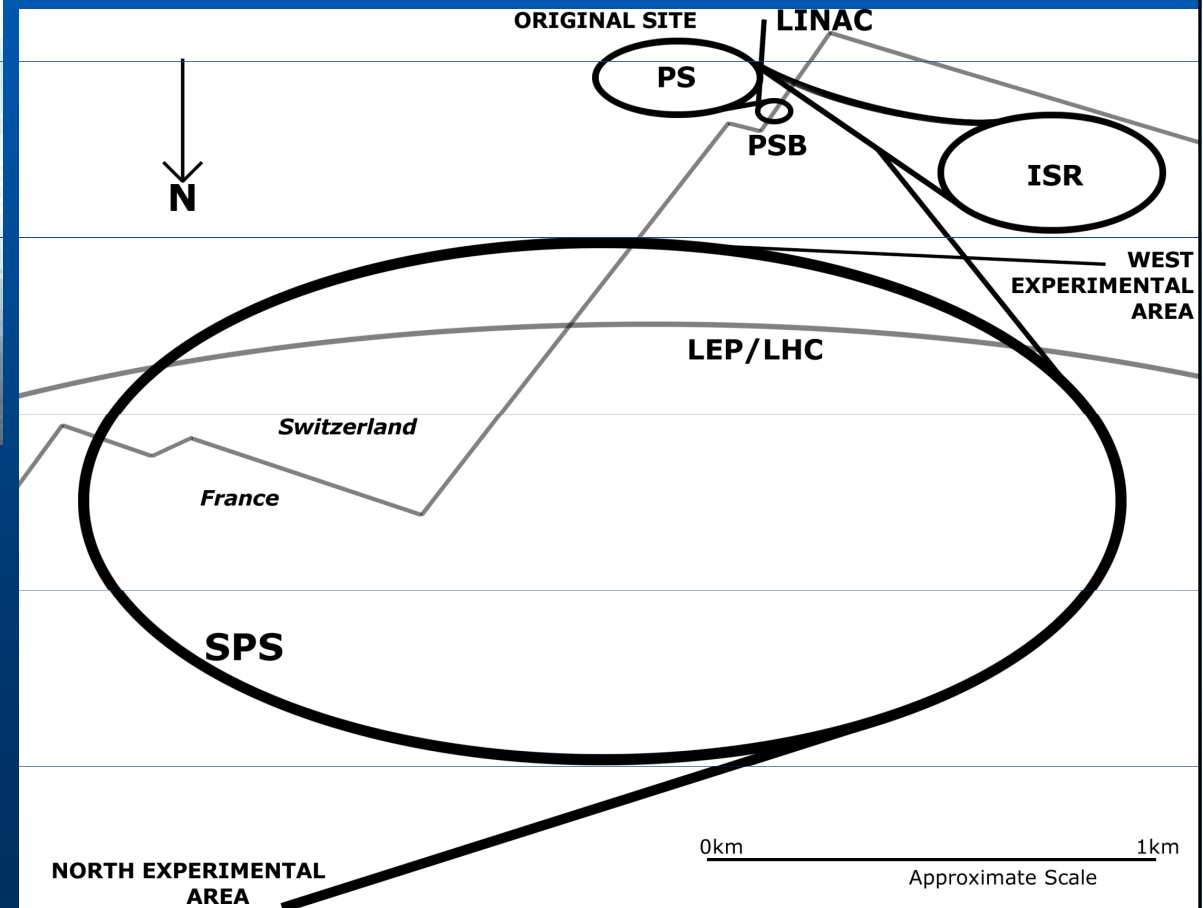 ORIGINAL SITE
LINAC
PS
PSB
ISR
N
WEST
EXPERIMENTAL
AREA
LEP/LHC
Switzerland
France
SPS
0km 1km
Approximate Scale
NORTH EXPERIMENTAL
AREA